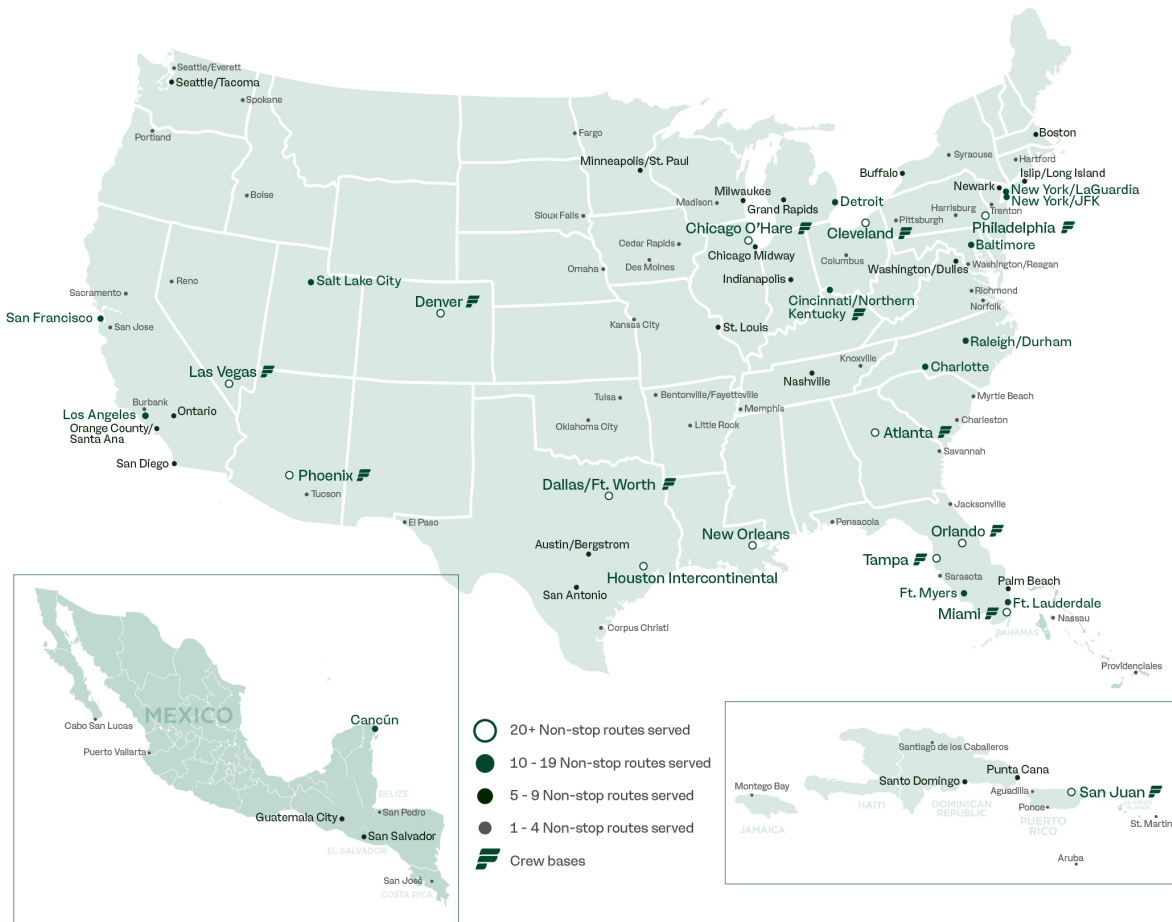 Seattle/Everett
Seattle/Tacoma
Spokane
Portland
Boise
Fargo
Minneapolis/St. Paul
Boston
Syracuse
Hartford
Buffalo
Islip/Long Island
Newark
New York/LaGuardia
New York/JFK
Milwaukee
Madison
Grand Rapids
Detroit
Harrisburg
Trenton
Sioux Falls
Pittsburgh
Chicago O'Hare
Cleveland
Philadelphia
Baltimore
Cedar Rapids
Chicago Midway
Columbus
Omaha
Des Moines
Washington/Dulles
Washington/Reagan
Reno
Salt Lake City
Indianapolis
Sacramento
Richmond
Denver
Cincinnati/Northern
Kentucky
Norfolk
San Francisco
San Jose
Kansas City
St. Louis
Raleigh/Durham
Knoxville
Las Vegas
Charlotte
Nashville
Burbank
Tulsa
Bentonville/Fayetteville
Myrtle Beach
Los Angeles
Ontario
Memphis
Orange County/
Santa Ana
Oklahoma City
Little Rock
Charleston
Atlanta
Savannah
San Diego
Phoenix
Dallas/Ft. Worth
Tucson
Jacksonville
El Paso
Pensacola
New Orleans
Orlando
Austin/Bergstrom
Tampa
Houston Intercontinental
Sarasota
Palm Beach
San Antonio
Ft. Myers
Ft. Lauderdale
Miami
Nassau
BAHAMAS
Corpus Christi
Providenciales
MEXICO
Cabo San Lucas
Cancún
Puerto Vallarta
BELIZE
San Pedro
Guatemala City
San Salvador
EL SALVADOR
San José
COSTA RICA
20+ Non-stop routes served
10 - 19 Non-stop routes served
5 - 9 Non-stop routes served
1 - 4 Non-stop routes served
Crew bases
Santiago de los Caballeros
Punta Cana
Santo Domingo
Montego Bay
Aguadilla
San Juan
HAITI
DOMINICAN
REPUBLIC
Ponce
US VIRGIN
ISLANDS
JAMAICA
PUERTO
RICO
St. Martin
Aruba